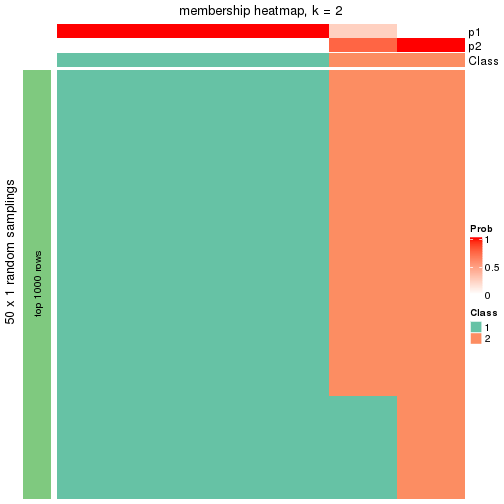 membership heatmap, k = 2
p1
p2
Class
50 x 1 random samplings
top 1000 rows
Prob
1
0.5
0
Class
1
2